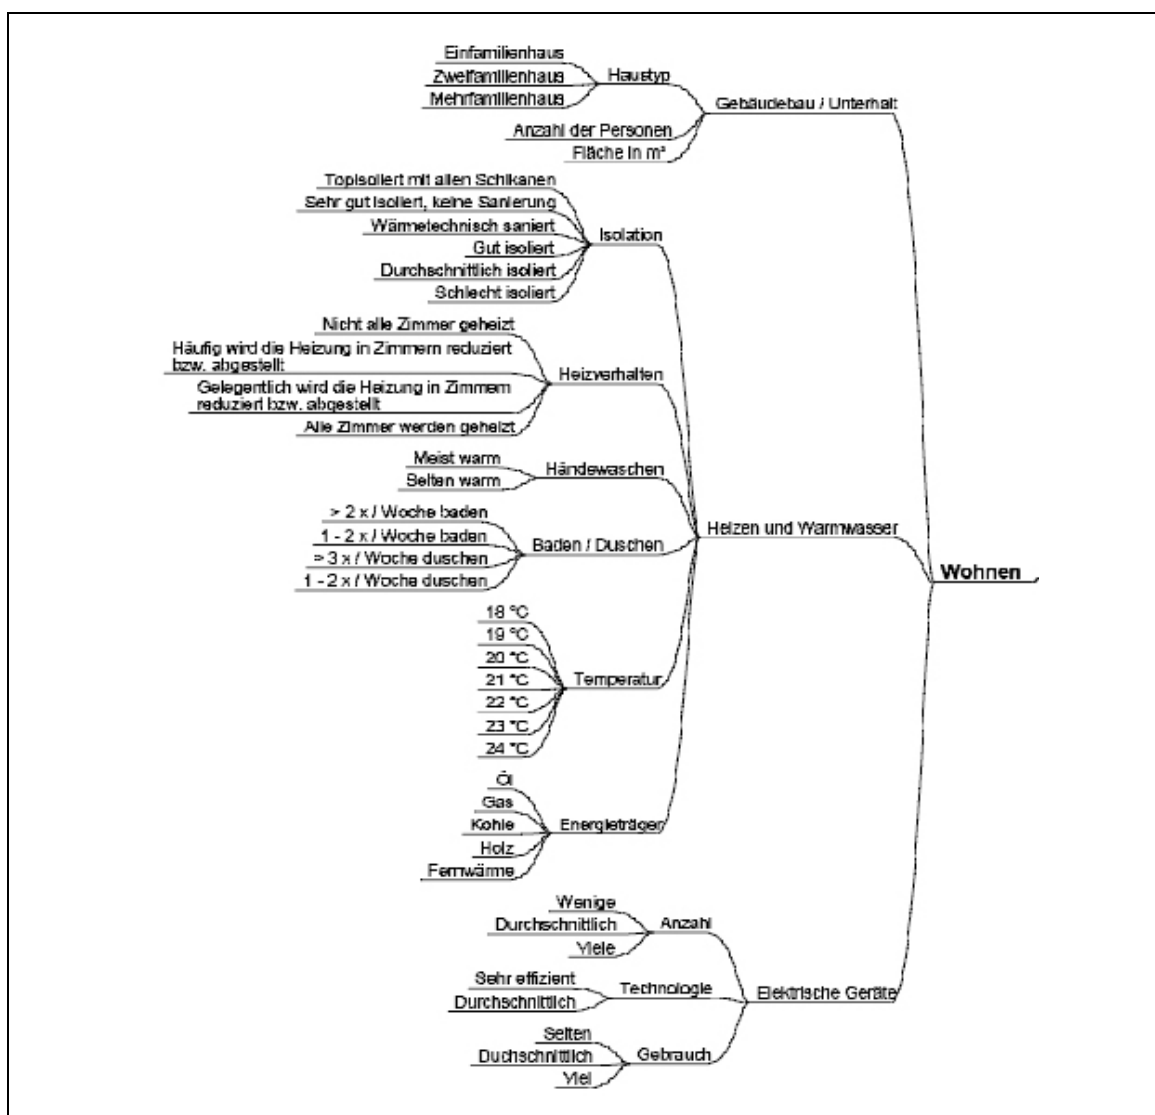 Einfamilienhaus
Zweifamilienhaus
Mehrfamilienhaus
Haustyp
Anzahl der Personen
Fläche in m²
Gebäudebau / Unterhalt
Topisoliert mit allen Schikanen
Sehr gut isoliert, keine Sanierung
Wärmetechnisch saniert
Gut isoliert
Durchschnittlich isoliert
Schlecht isoliert
Isolation
Nicht alle Zimmer geheizt
Häufig wird die Heizung in Zimmern reduziert
bzw. abgestellt
Gelegentlich wird die Heizung in Zimmern
reduziert bzw. abgestellt
Alle Zimmer werden geheizt
Heizverhalten
Meist warm
Selten warm
Händewaschen
> 2 x / Woche baden
1 - 2 x / Woche baden
> 3 x / Woche duschen
1 - 2 x / Woche duschen
Baden / Duschen
18 °C
19 °C
20 °C
21 °C
22 °C
23 °C
24 °C
Temperatur
Öl
Gas
Kohle
Holz
Fernwärme
Energieträger
Heizen und Warmwasser
Wenige
Durchschnittlich
Viele
Anzahl
Sehr effizient
Durchschnittlich
Technologie
Selten
Duchschnittlich
Viel
Gebrauch
Elektrische Geräte
Wohnen